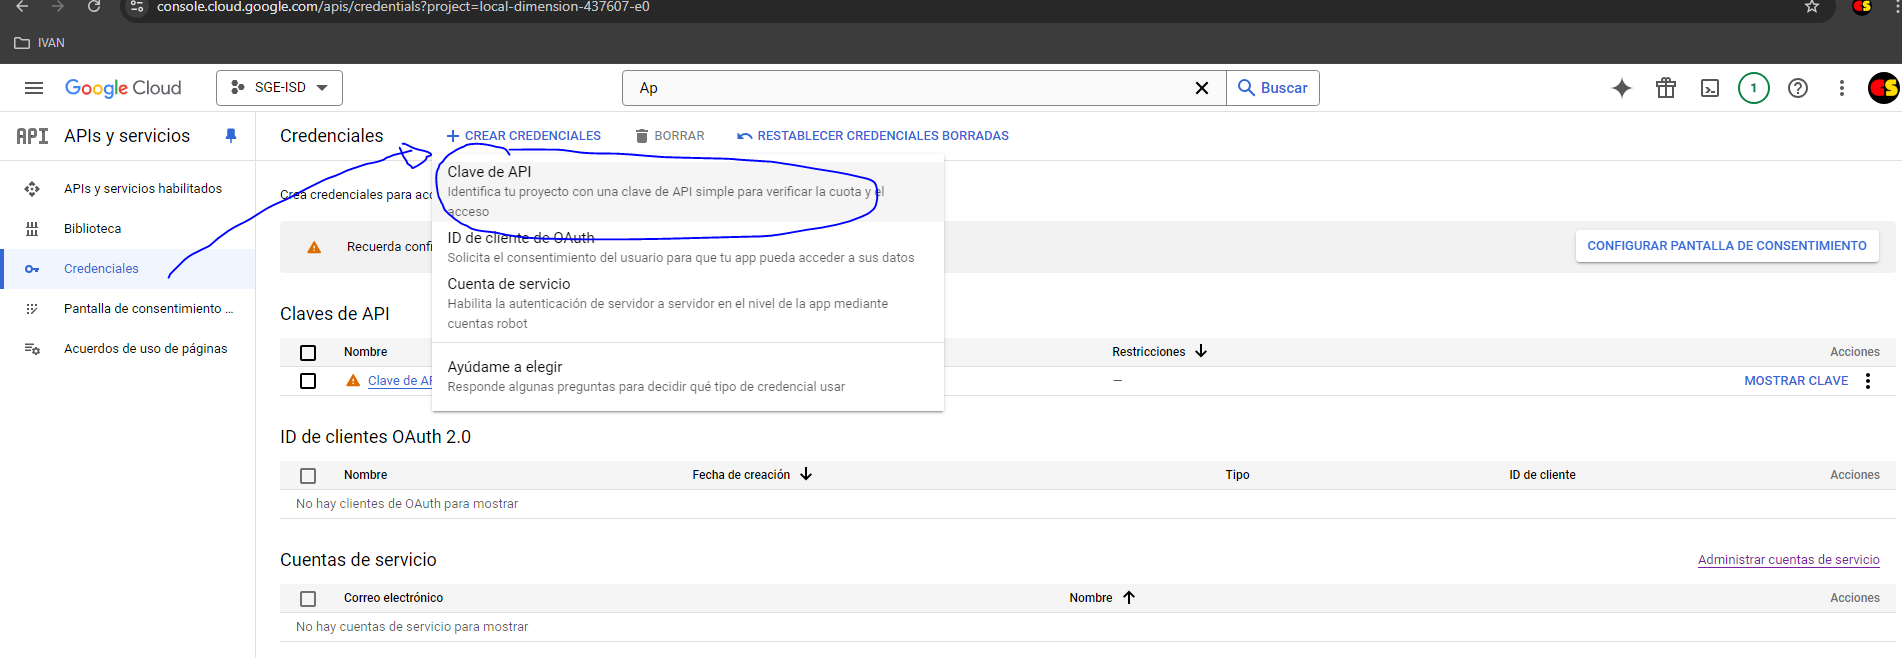 console.cloud.google.com/apis/credentials?project=local-dimension-437607-e0
IVAN
Google Cloud
SGE-ISD
Ap
Buscar
1
API
APIs y servicios
Credenciales
CREAR CREDENCIALES
BORRAR
RESTABLECER CREDENCIALES BORRADAS
APIs y servicios habilitados
Biblioteca
Credenciales
Pantalla de consentimiento ...
Acuerdos de uso de páginas
Crea credenciales para acc
Clave de API
Identifica tu proyecto con una clave de API simple para verificar la cuota y el
acceso
ID de cliente de OAuth
Solicita el consentimiento del usuario para que tu app pueda acceder a sus datos
Cuenta de servicio
Habilita la autenticación de servidor a servidor en el nivel de la app mediante
cuentas robot
Ayúdame a elegir
Responde algunas preguntas para decidir qué tipo de credencial usar
Recuerda confi
CONFIGURAR PANTALLA DE CONSENTIMIENTO
Claves de API
Nombre
Restricciones
Acciones
Clave de AP
—
MOSTRAR CLAVE
ID de clientes OAuth 2.0
Nombre
Fecha de creación
Tipo
ID de cliente
Acciones
No hay clientes de OAuth para mostrar
Cuentas de servicio
Administrar cuentas de servicio
Correo electrónico
Nombre
Acciones
No hay cuentas de servicio para mostrar